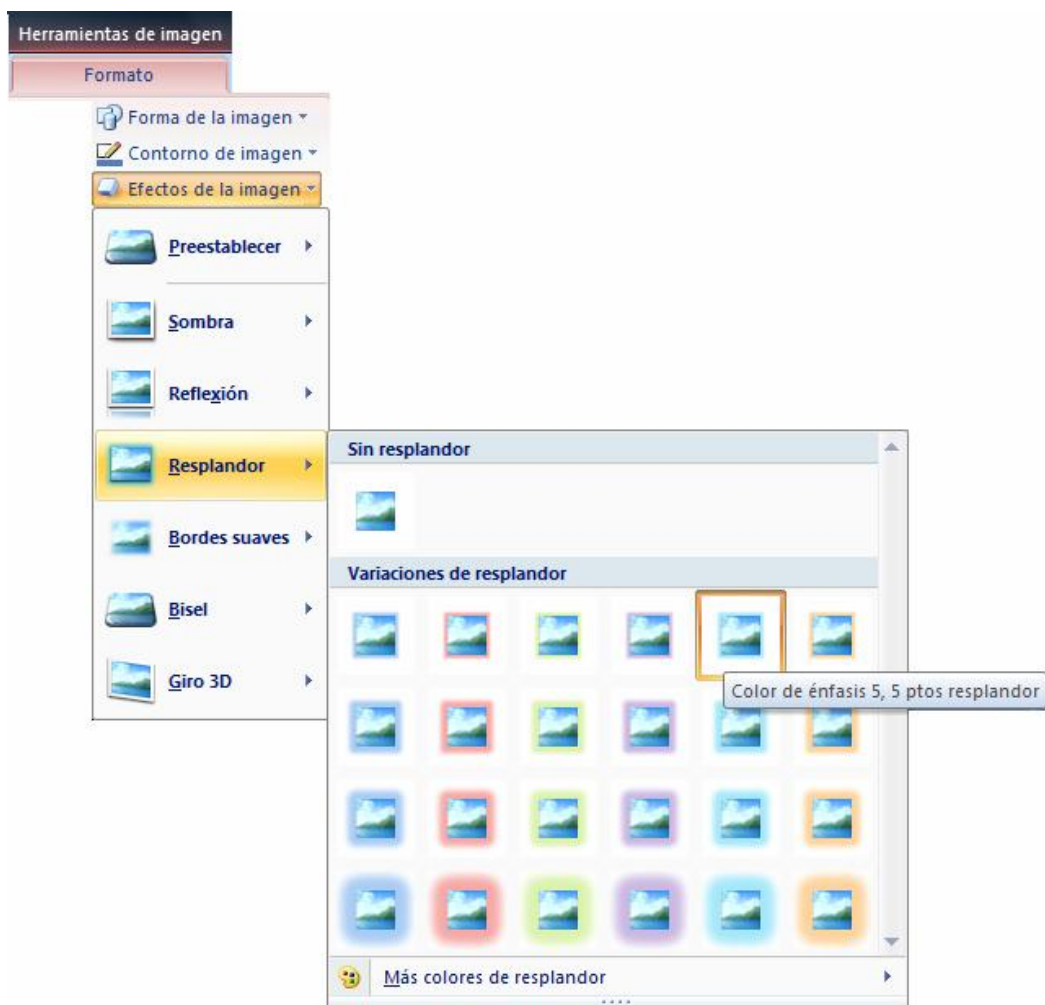 Herramientas de imagen
Formato
Forma de la imagen
Contorno de imagen
Efectos de la imagen
Preestablecer
Sombra
Reflexión
Resplandor
Bordes suaves
Bisel
Giro 3D
Sin resplandor
Variaciones de resplandor
Color de énfasis 5, 5 ptos resplandor
Más colores de resplandor